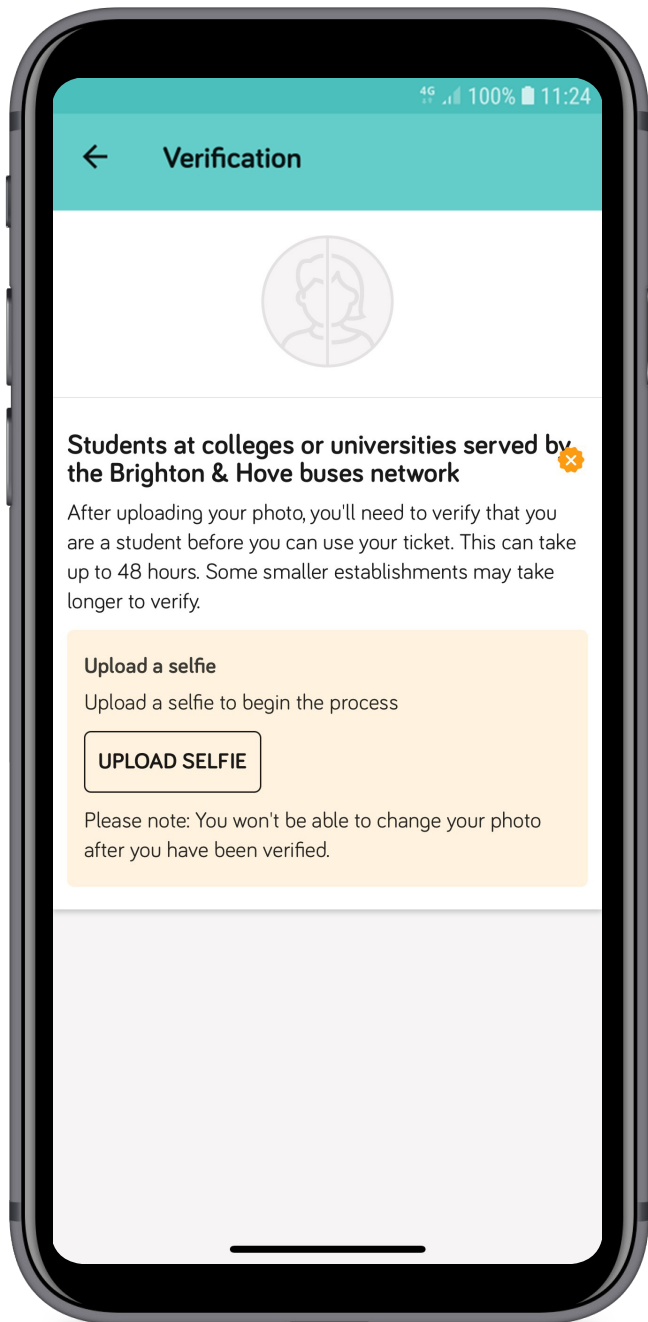 4G 100% 11:24
Verification
Students at colleges or universities served by
the Brighton & Hove buses network
After uploading your photo, you'll need to verify that you
are a student before you can use your ticket. This can take
up to 48 hours. Some smaller establishments may take
longer to verify.
Upload a selfie
Upload a selfie to begin the process
UPLOAD SELFIE
Please note: You won't be able to change your photo
after you have been verified.